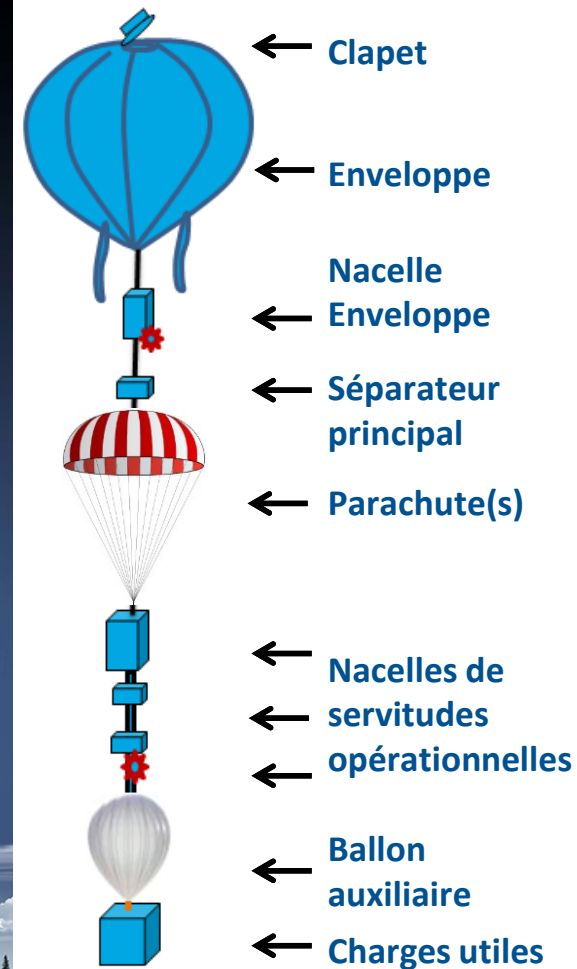 Clapet
Enveloppe
Nacelle
Enveloppe
Séparateur
principal
Parachute(s)
Nacelles de
servitudes
opérationnelles
Ballon
auxiliaire
Charges utiles